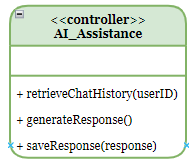 <<controller>>
AI_Assistance
+ retrieveChatHistory(userID)
+ generateResponse()
+ saveResponse(response)